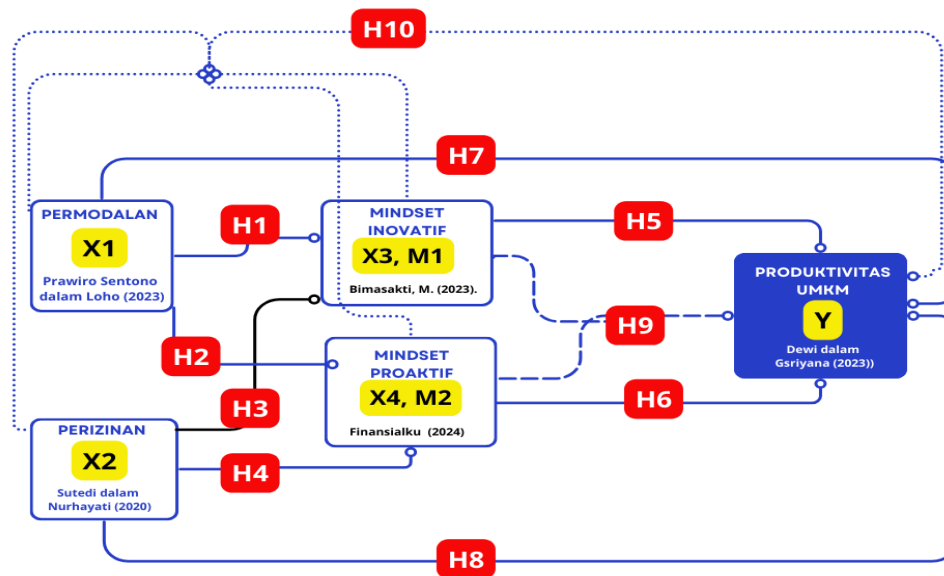 H10
H7
PERMODALAN
X1
Prawiro Sentono
dalam Loho (2023)
H1
MINDSET
INOVATIF
X3, M1
Bimasakti, M. (2023).
H5
PRODUKTIVITAS
UMKM
Y
Dewi dalam
Gsriyana (2023))
H9
H2
MINDSET
PROAKTIF
X4, M2
Finansialku (2024)
H6
H3
PERIZINAN
X2
Sutedi dalam
Nurhayati (2020)
H4
H8